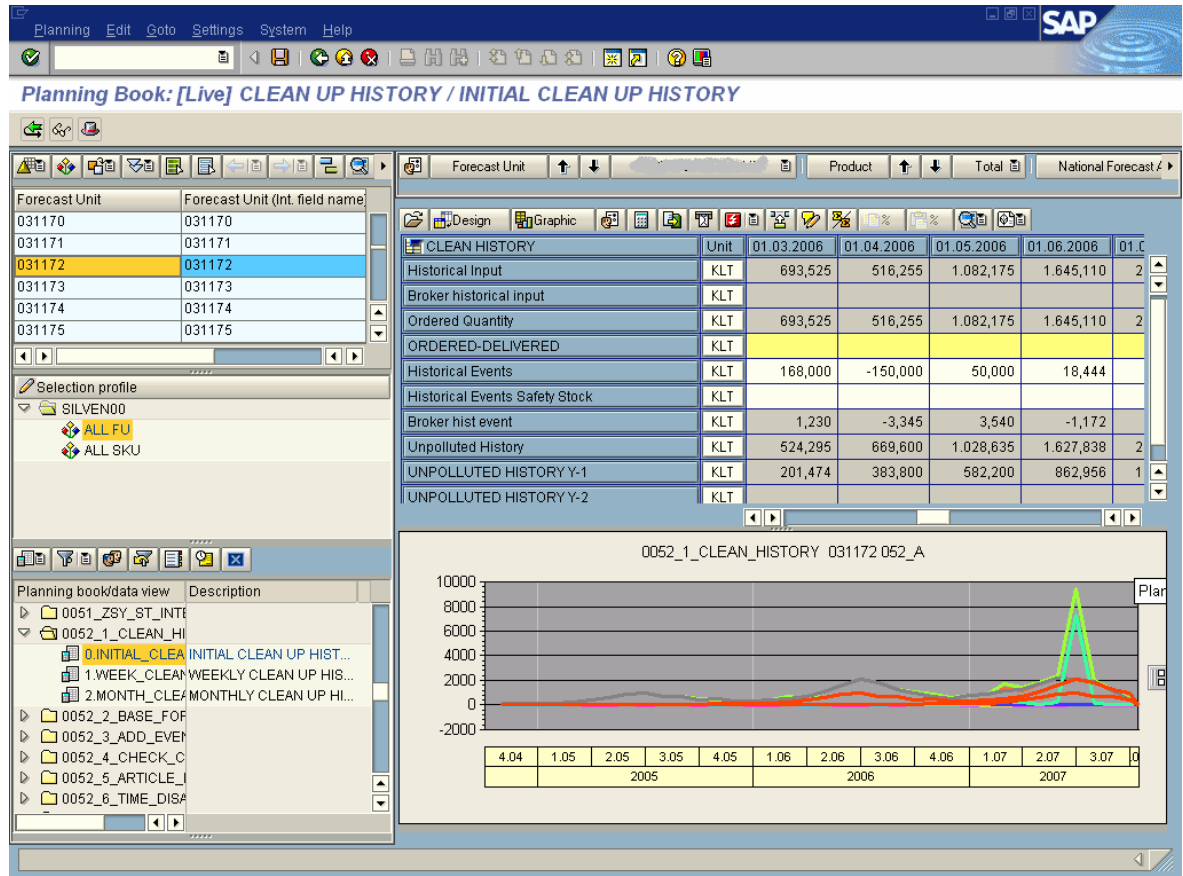 Planning Edit Goto Settings System Help
SAP
Planning Book: [Live] CLEAN UP HISTORY / INITIAL CLEAN UP HISTORY
Forecast Unit Forecast Unit (Int. field name
031170 031170
031171 031171
031172 031172
031173 031173
031174 031174
031175 031175
Selection profile
SILVEN00
ALL FU
ALL SKU
Planning book/data view Description
0051_ZSY_ST_INTE
0052_1_CLEAN_HI
0.INITIAL_CLEA INITIAL CLEAN UP HIST...
1.WEEK_CLEAN WEEKLY CLEAN UP HIS...
2.MONTH_CLEA MONTHLY CLEAN UP HI...
0052_2_BASE_FOF
0052_3_ADD_EVEN
0052_4_CHECK_C
0052_5_ARTICLE_I
0052_6_TIME_DISA
Forecast Unit Product Total National Forecast A
Design Graphic
CLEAN HISTORY Unit 01.03.2006 01.04.2006 01.05.2006 01.06.2006 01.0
Historical Input KLT 693,525 516,255 1.082,175 1.645,110 2
Broker historical input KLT
Ordered Quantity KLT 693,525 516,255 1.082,175 1.645,110 2
ORDERED-DELIVERED KLT
Historical Events KLT 168,000 -150,000 50,000 18,444
Historical Events Safety Stock KLT
Broker hist event KLT 1,230 -3,345 3,540 -1,172
Unpolluted History KLT 524,295 669,600 1.028,635 1.627,838 2
UNPOLLUTED HISTORY Y-1 KLT 201,474 383,800 582,200 862,956 1
UNPOLLUTED HISTORY Y-2 KLT
0052_1_CLEAN_HISTORY 031172 052_A
10000
8000
6000
4000
2000
0
-2000
Plar
4.04 1.05 2.05 3.05 4.05 1.06 2.06 3.06 4.06 1.07 2.07 3.07 .0
2005 2006 2007